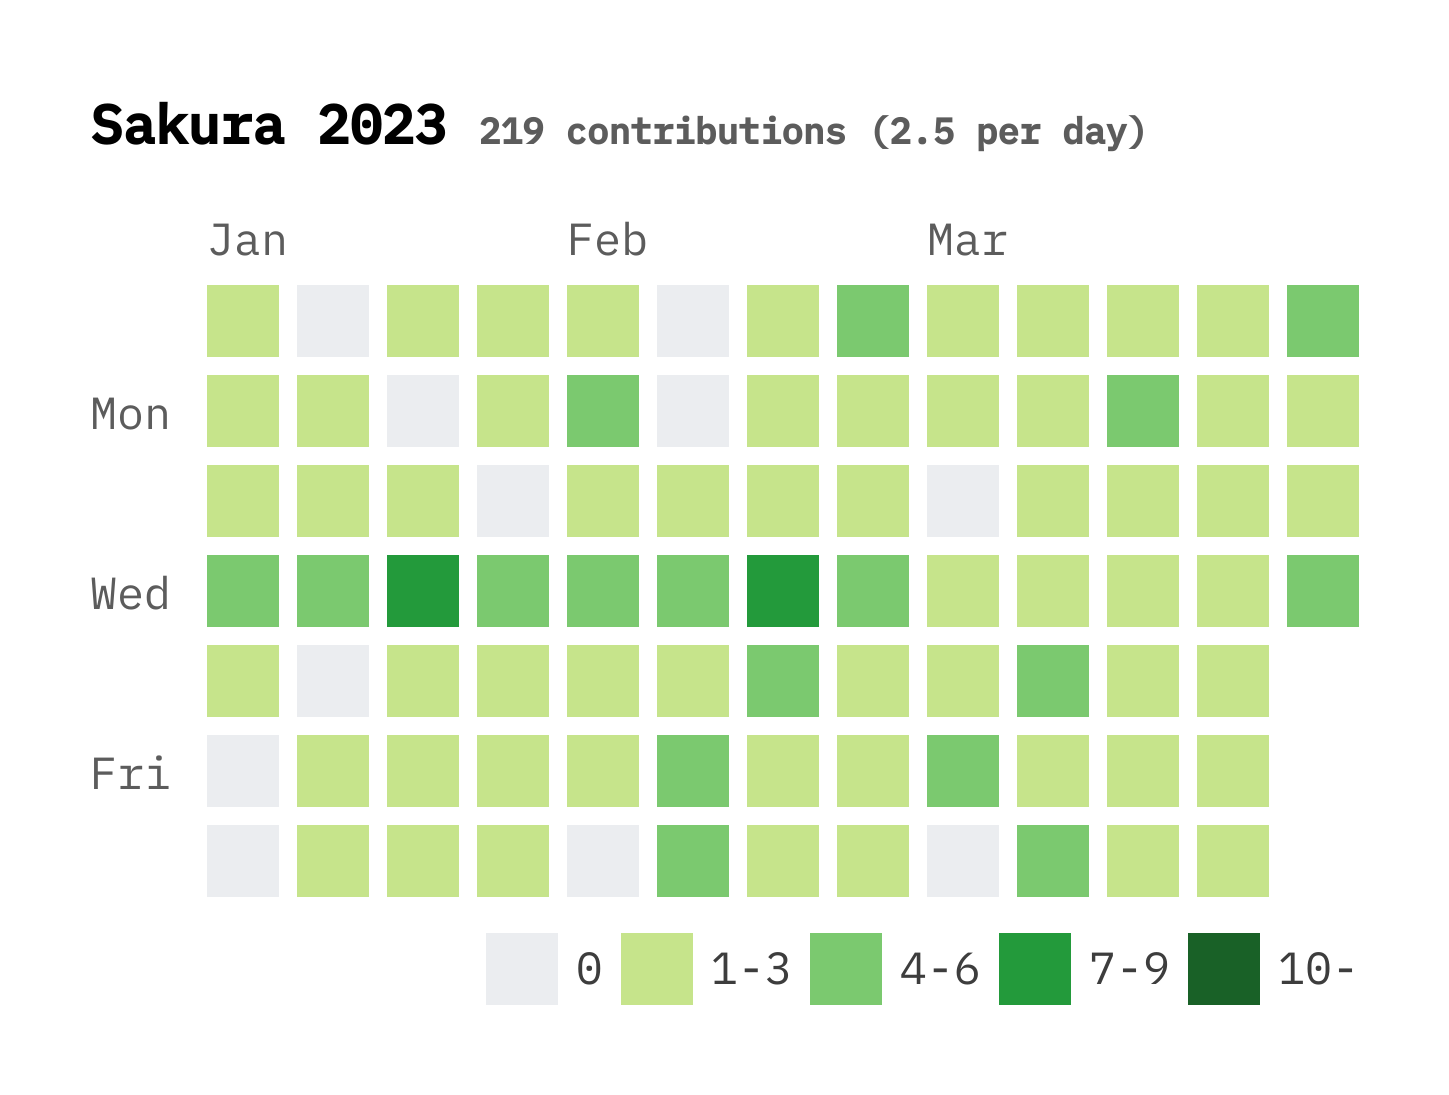 Sakura 2023 219 contributions (2.5 per day)
Jan Feb Mar
Mon
Wed
Fri
0 1-3 4-6 7-9 10-